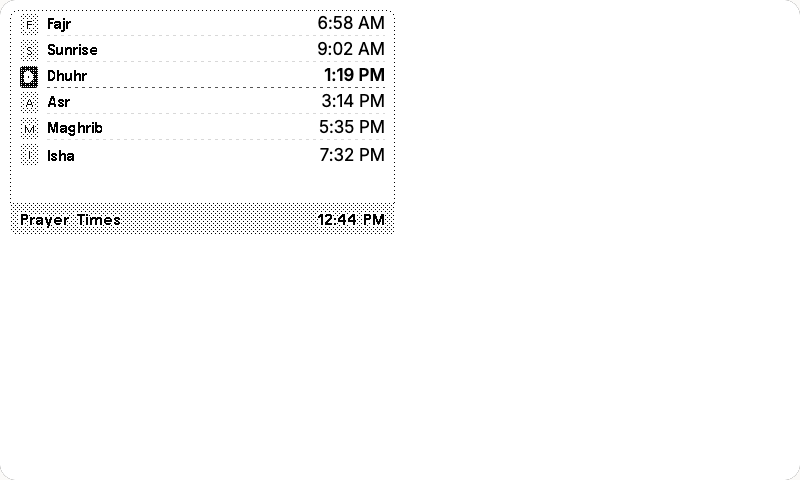 F Fajr 6:58 AM
S Sunrise 9:02 AM
D Dhuhr 1:19 PM
A Asr 3:14 PM
M Maghrib 5:35 PM
I Isha 7:32 PM
Prayer Times 12:44 PM